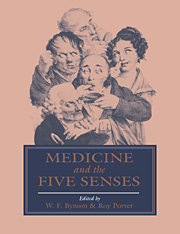 MEDICINE
and the
FIVE SENSES
Edited by
W. F. Bynum & Roy Porter